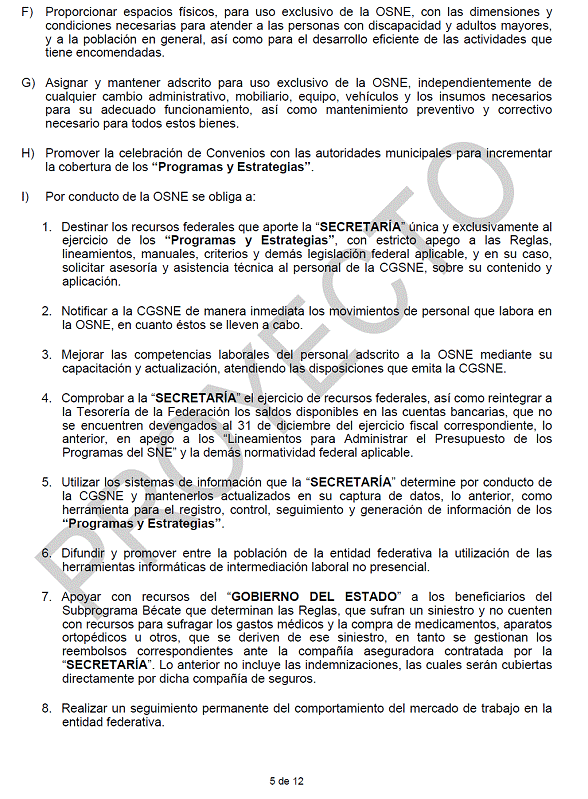 F) Proporcionar espacios físicos, para uso exclusivo de la OSNE, con las dimensiones y
condiciones necesarias para atender a las personas con discapacidad y adultos mayores,
y a la población en general, así como para el desarrollo eficiente de las actividades que
tiene encomendadas.
G) Asignar y mantener adscrito para uso exclusivo de la OSNE, independientemente de
cualquier cambio administrativo, mobiliario, equipo, vehículos y los insumos necesarios
para su adecuado funcionamiento, así como mantenimiento preventivo y correctivo
necesario para todos estos bienes.
H) Promover la celebración de Convenios con las autoridades municipales para incrementar
la cobertura de los “Programas y Estrategias”.
I) Por conducto de la OSNE se obliga a:
1. Destinar los recursos federales que aporte la “SECRETARÍA” única y exclusivamente al
ejercicio de los “Programas y Estrategias”, con estricto apego a las Reglas,
lineamientos, manuales, criterios y demás legislación federal aplicable, y en su caso,
solicitar asesoría y asistencia técnica al personal de la CGSNE, sobre su contenido y
aplicación.
2. Notificar a la CGSNE de manera inmediata los movimientos de personal que labora en
la OSNE, en cuanto éstos se lleven a cabo.
3. Mejorar las competencias laborales del personal adscrito a la OSNE mediante su
capacitación y actualización, atendiendo las disposiciones que emita la CGSNE.
4. Comprobar a la “SECRETARÍA” el ejercicio de recursos federales, así como reintegrar a
la Tesorería de la Federación los saldos disponibles en las cuentas bancarias, que no
se encuentren devengados al 31 de diciembre del ejercicio fiscal correspondiente, lo
anterior, en apego a los “Lineamientos para Administrar el Presupuesto de los
Programas del SNE” y la demás normatividad federal aplicable.
5. Utilizar los sistemas de información que la “SECRETARÍA” determine por conducto de
la CGSNE y mantenerlos actualizados en su captura de datos, lo anterior, como
herramienta para el registro, control, seguimiento y generación de información de los
“Programas y Estrategias”.
6. Difundir y promover entre la población de la entidad federativa la utilización de las
herramientas informáticas de intermediación laboral no presencial.
7. Apoyar con recursos del “GOBIERNO DEL ESTADO” a los beneficiarios del
Subprograma Bécate que determinan las Reglas, que sufran un siniestro y no cuenten
con recursos para sufragar los gastos médicos y la compra de medicamentos, aparatos
ortopédicos u otros, que se deriven de ese siniestro, en tanto se gestionan los
reembolsos correspondientes ante la compañía aseguradora contratada por la
“SECRETARÍA”. Lo anterior no incluye las indemnizaciones, las cuales serán cubiertas
directamente por dicha compañía de seguros.
8. Realizar un seguimiento permanente del comportamiento del mercado de trabajo en la
entidad federativa.
PROYECTO
5 de 12